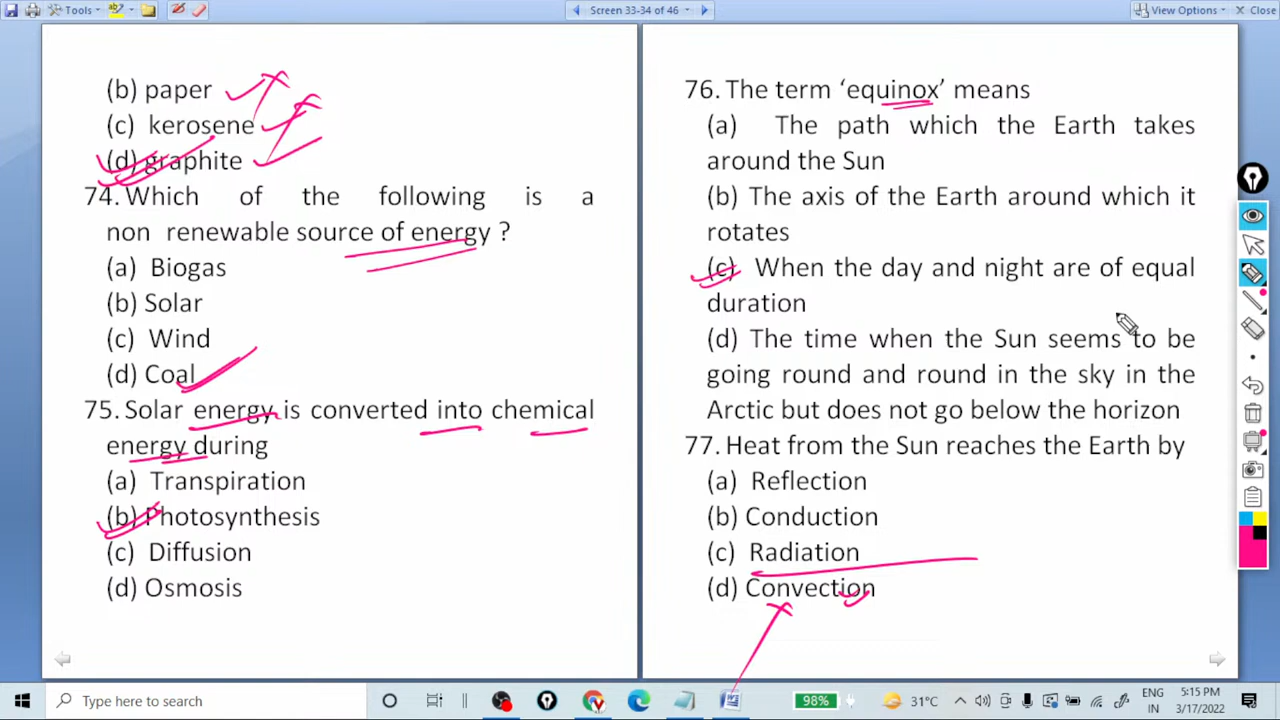 Tools
Screen 33-34 of 46
View Options
Close
(b) paper
(c) kerosene
(d) graphite
74. Which of the following is a
non renewable source of energy ?
(a) Biogas
(b) Solar
(c) Wind
(d) Coal
75. Solar energy is converted into chemical
energy during
(a) Transpiration
(b) Photosynthesis
(c) Diffusion
(d) Osmosis
76. The term ‘equinox’ means
(a) The path which the Earth takes
around the Sun
(b) The axis of the Earth around which it
rotates
(c) When the day and night are of equal
duration
(d) The time when the Sun seems to be
going round and round in the sky in the
Arctic but does not go below the horizon
77. Heat from the Sun reaches the Earth by
(a) Reflection
(b) Conduction
(c) Radiation
(d) Convection
Type here to search
98%
31°C
ENG
IN
5:15 PM
3/17/2022